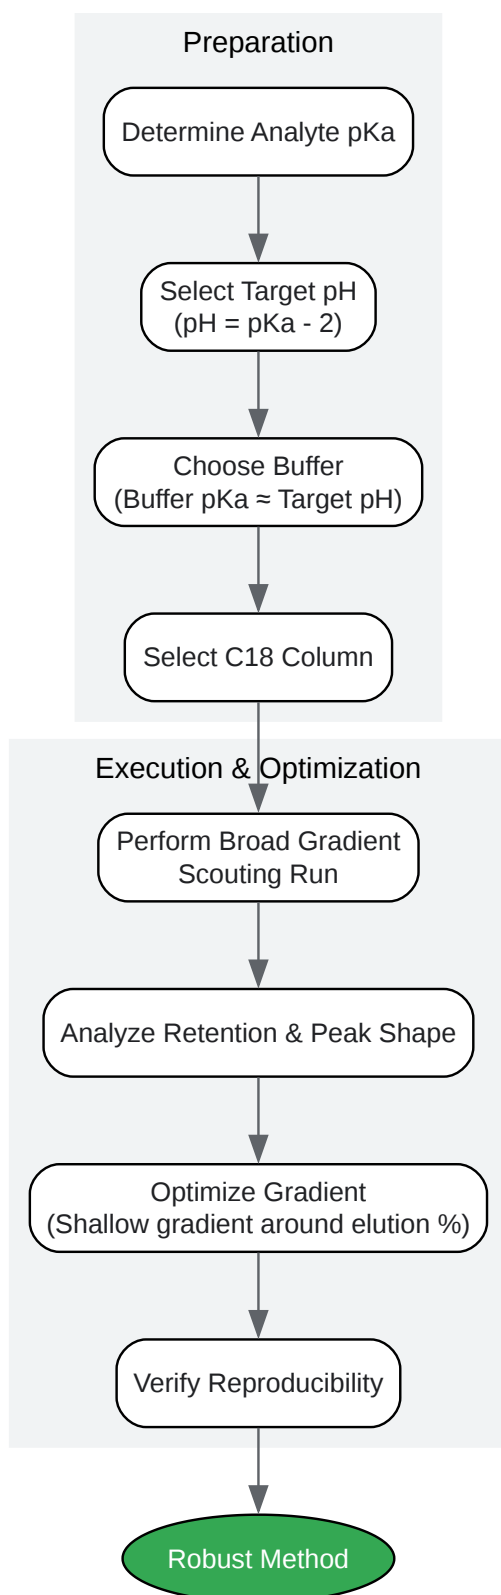 Preparation
Determine Analyte pKa
Select Target pH
(pH = pKa - 2)
Choose Buffer
(Buffer pKa ≈ Target pH)
Select C18 Column
Execution & Optimization
Perform Broad Gradient
Scouting Run
Analyze Retention & Peak Shape
Optimize Gradient
(Shallow gradient around elution %)
Verify Reproducibility
Robust Method